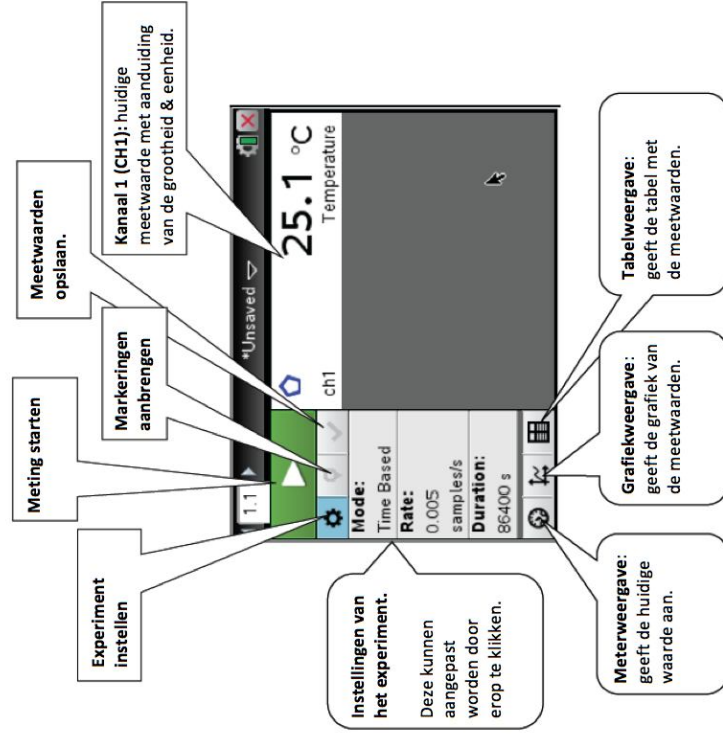 Experiment
instellen
Meting starten
Markeringen
aanbrengen
Meetwaarden
opslaan.
Kanaal 1 (CH1): huidige
meetwaarde met aanduiding
van de grootheid & eenheid.
1.1
*Unsaved
Mode:
Time Based
Rate:
0.005
samples/s
Duration:
86400 s
ch1
25.1 °C
Temperature
Instellingen van
het experiment.
Deze kunnen
aangepast
worden door
erop te klikken.
Meterweergave:
geeft de huidige
waarde aan.
Grafiekweergave:
geeft de grafiek van
de meetwaarden.
Tabelweergave:
geeft de tabel met
de meetwaarden.